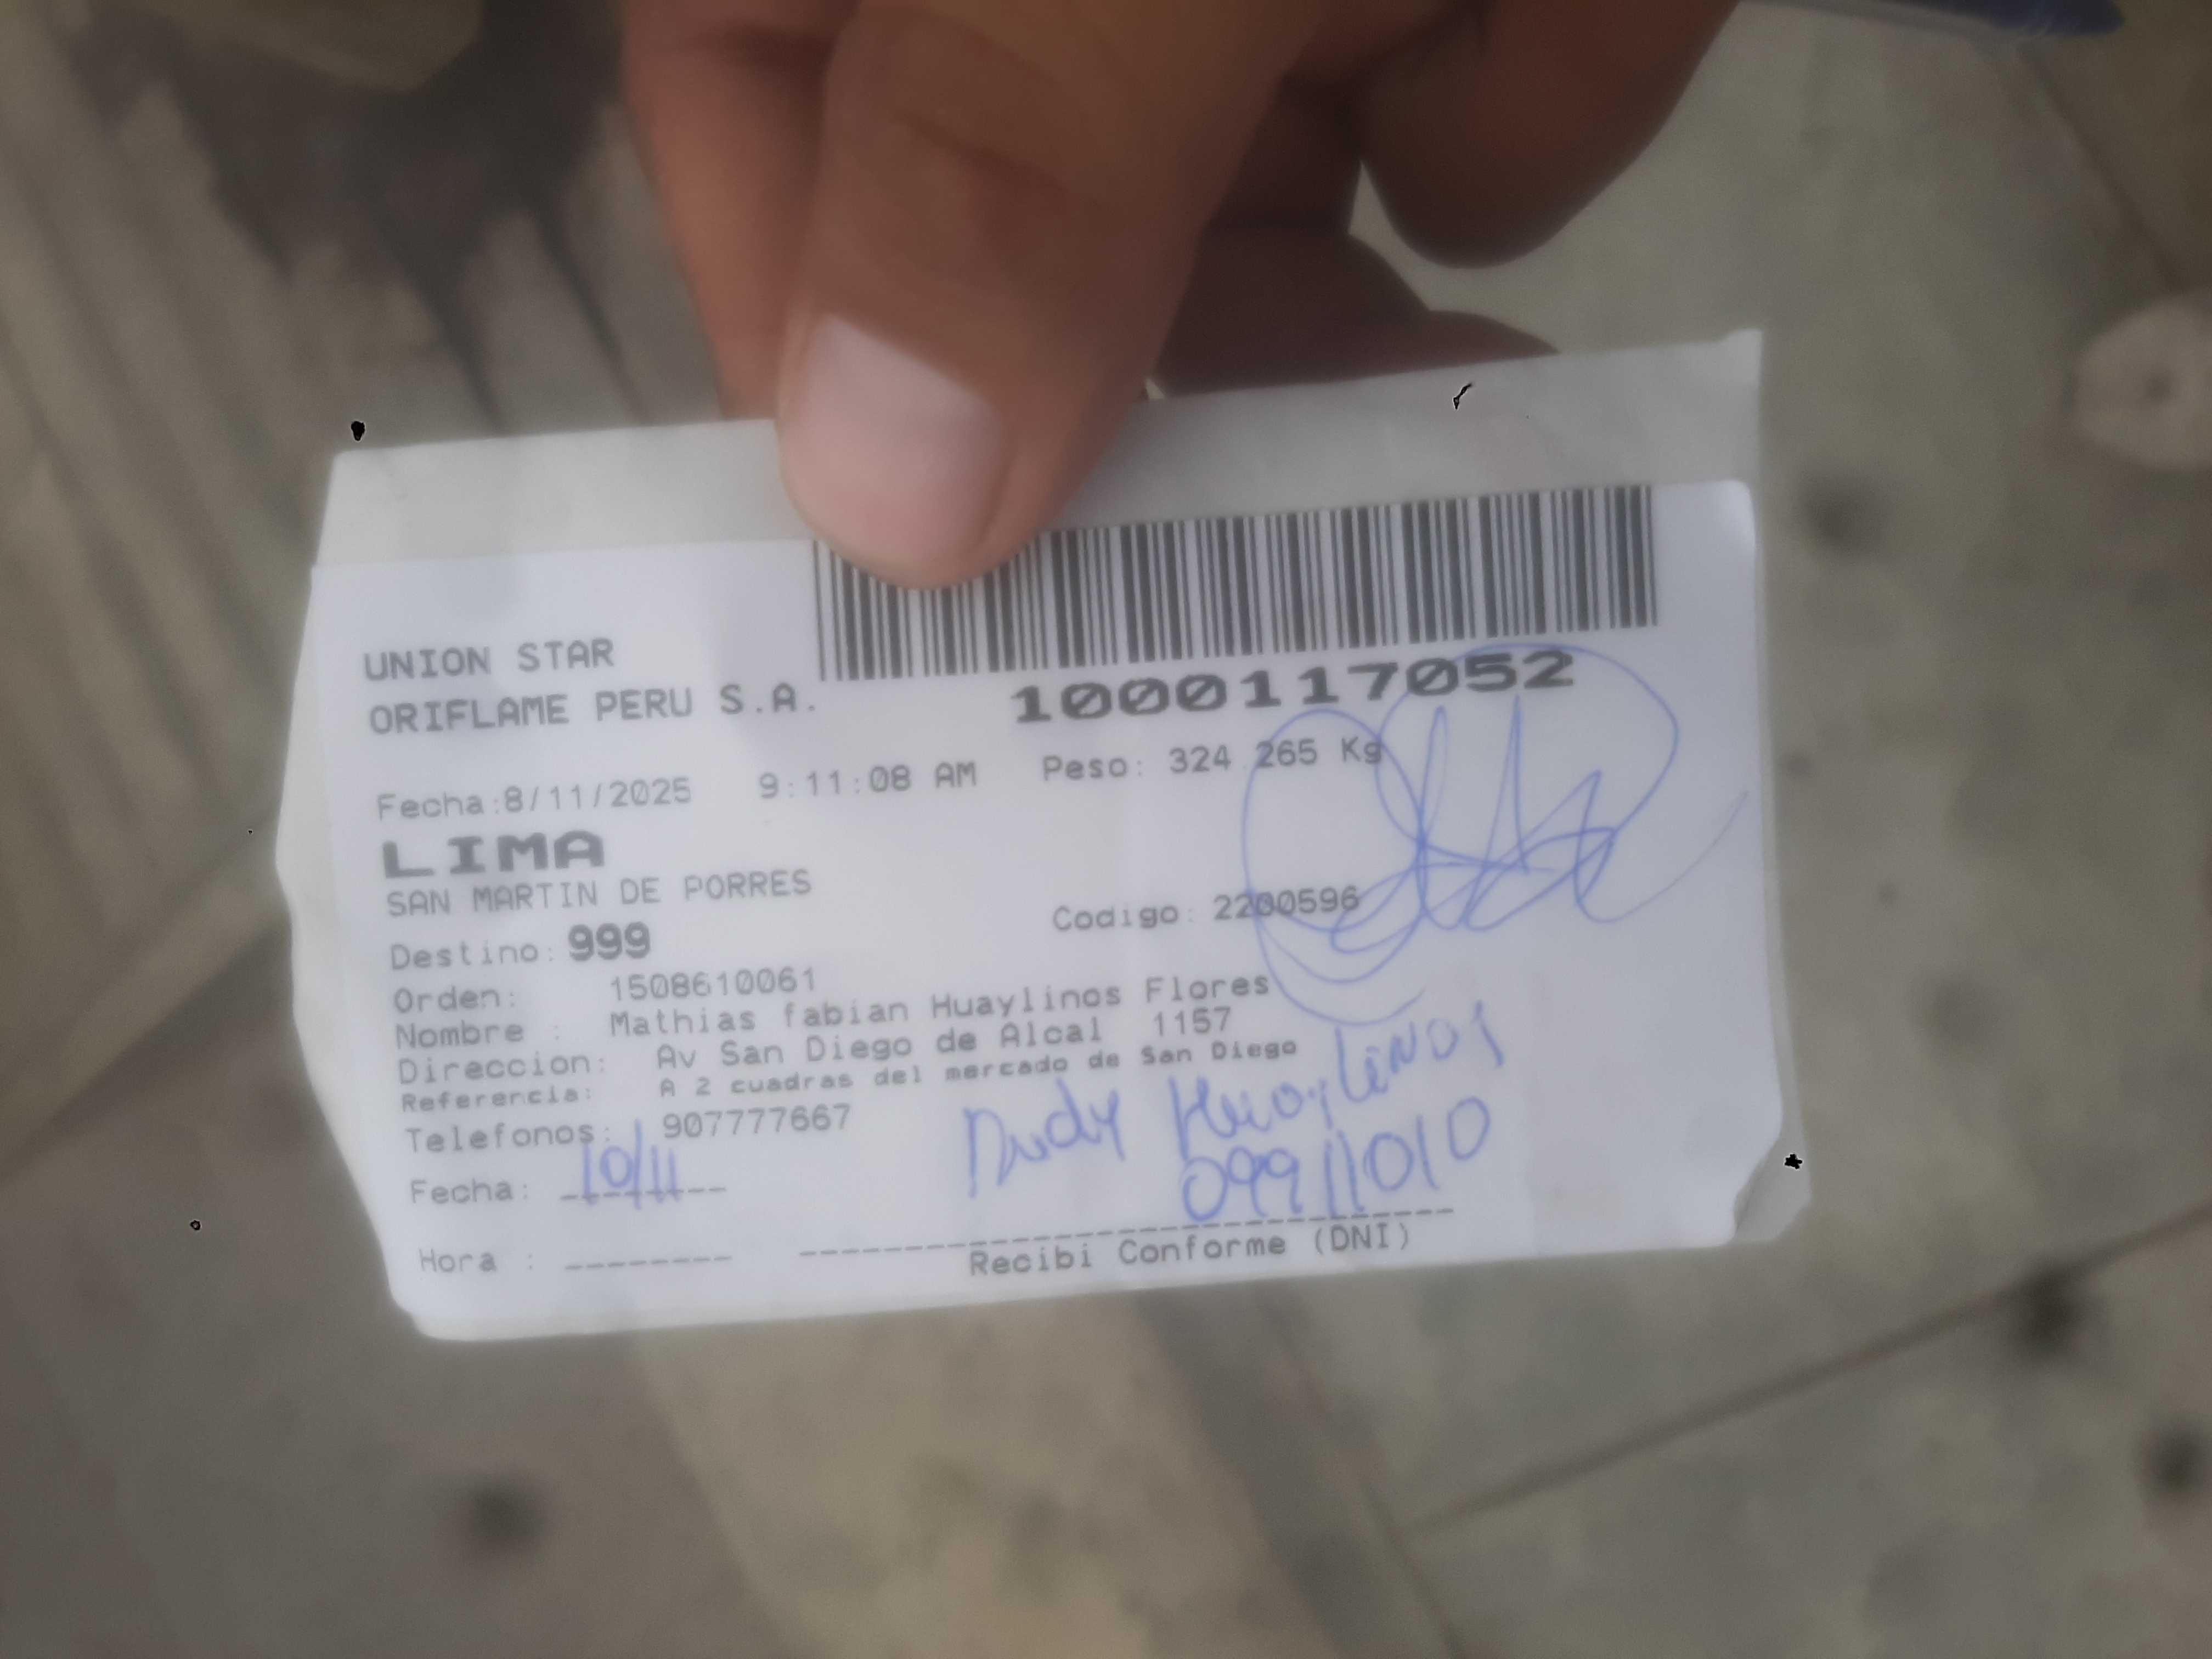 UNION STAR
ORIFLAME PERU S.A.
1000117052
Fecha:8/11/2025 9:11:08 AM Peso: 324.265 Kg
LIMA
SAN MARTIN DE PORRES
Destino: 999 Codigo: 2200596
Orden: 1508610061
Nombre : Mathias fabian Huaylinos Flores
Direccion: Av San Diego de Alcal 1157
Referencia: A 2 cuadras del mercado de San Diego
Telefonos: 907777667
Huaylinos
Fecha: 10/11
09911010
Hora :
Recibi Conforme (DNI)